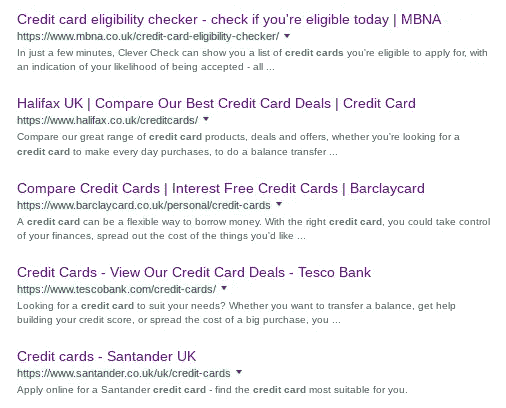 Credit card eligibility checker - check if you're eligible today | MBNA
https://www.mbna.co.uk/credit-card-eligibility-checker/
In just a few minutes, Clever Check can show you a list of credit cards you're eligible to apply for, with
an indication of your likelihood of being accepted - all ...
Halifax UK | Compare Our Best Credit Card Deals | Credit Card
https://www.halifax.co.uk/creditcards/
Compare our great range of credit card products, deals and offers, whether you're looking for a
credit card to make every day purchases, to do a balance transfer ...
Compare Credit Cards | Interest Free Credit Cards | Barclaycard
https://www.barclaycard.co.uk/personal/credit-cards
A credit card can be a flexible way to borrow money. With the right credit card, you could take control
of your finances, spread out the cost of the things you'd like ...
Credit Cards - View Our Credit Card Deals - Tesco Bank
https://www.tescobank.com/credit-cards/
Looking for a credit card to suit your needs? Whether you want to transfer a balance, get help
building your credit score, or spread the cost of a big purchase, you ...
Credit cards - Santander UK
https://www.santander.co.uk/uk/credit-cards
Apply online for a Santander credit card - find the credit card most suitable for you.